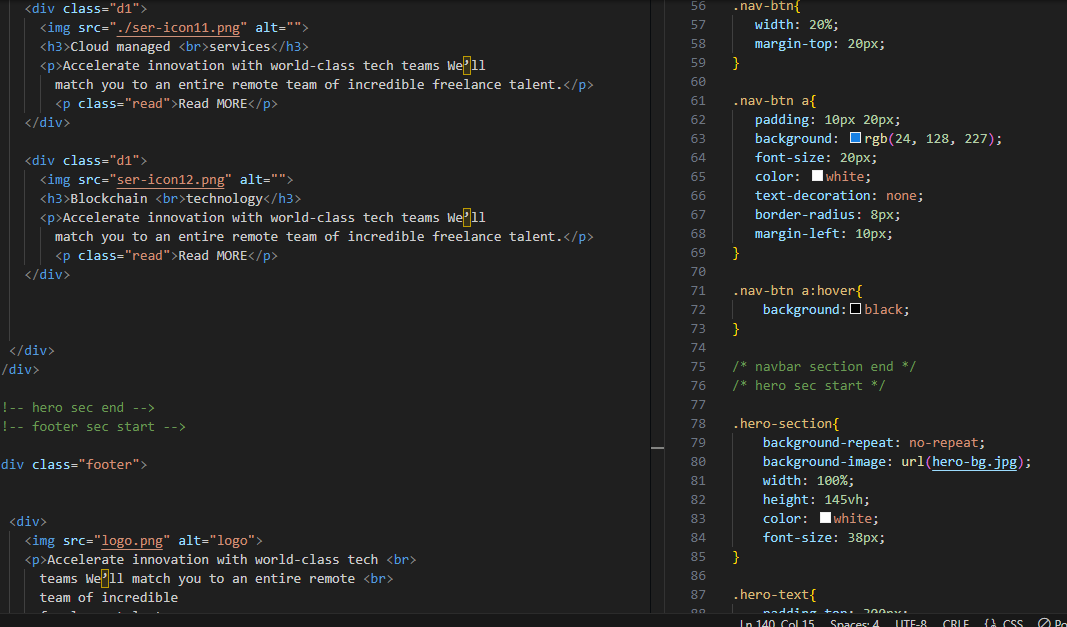 <div class="d1">
<img src="./ser-icon11.png" alt="">
<h3>Cloud managed <br>services</h3>
<p>Accelerate innovation with world-class tech teams We’ll
match you to an entire remote team of incredible freelance talent.</p>
<p class="read">Read MORE</p>
</div>
<div class="d1">
<img src="ser-icon12.png" alt="">
<h3>Blockchain <br>technology</h3>
<p>Accelerate innovation with world-class tech teams We’ll
match you to an entire remote team of incredible freelance talent.</p>
<p class="read">Read MORE</p>
</div>
</div>
/div>
!-- hero sec end -->
!-- footer sec start -->
div class="footer">
<div>
<img src="logo.png" alt="logo">
<p>Accelerate innovation with world-class tech <br>
teams We’ll match you to an entire remote <br>
team of incredible
56 .nav-btn{
57 width: 20%;
58 margin-top: 20px;
59 }
60
61 .nav-btn a{
62 padding: 10px 20px;
63 background: rgb(24, 128, 227);
64 font-size: 20px;
65 color: white;
66 text-decoration: none;
67 border-radius: 8px;
68 margin-left: 10px;
69 }
70
71 .nav-btn a:hover{
72 background:black;
73 }
74
75 /* navbar section end */
76 /* hero sec start */
77
78 .hero-section{
79 background-repeat: no-repeat;
80 background-image: url(hero-bg.jpg);
81 width: 100%;
82 height: 145vh;
83 color: white;
84 font-size: 38px;
85 }
86
87 .hero-text{
88 padding-top: 200px;
Ln 140, Col 15 Spaces: 4 UTF-8 CRLF {} CSS